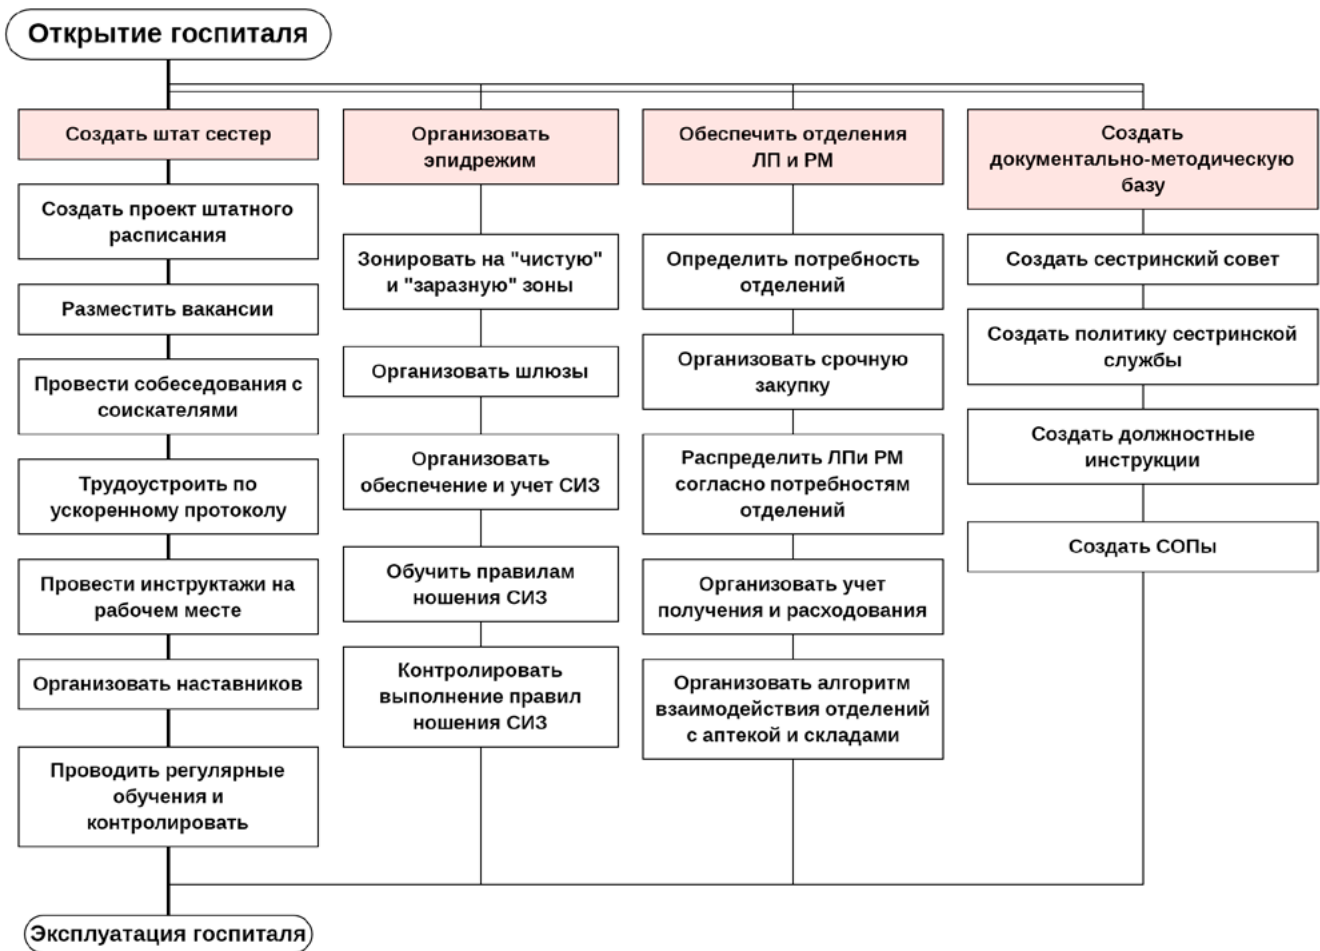 Открытие госпиталя
Создать штат сестер
Создать проект штатного
расписания
Разместить вакансии
Провести собеседования с
соискателями
Трудоустроить по
ускоренному протоколу
Провести инструктажи на
рабочем месте
Организовать наставников
Проводить регулярные
обучения и
контролировать
Организовать
эпидрежим
Зонировать на "чистую"
и "заразную" зоны
Организовать шлюзы
Организовать
обеспечение и учет СИЗ
Обучить правилам
ношения СИЗ
Контролировать
выполнение правил
ношения СИЗ
Обеспечить отделения
ЛП и РМ
Определить потребность
отделений
Организовать срочную
закупку
Распределить ЛПи РМ
согласно потребностям
отделений
Организовать учет
получения и расходования
Организовать алгоритм
взаимодействия отделений
с аптекой и складами
Создать
документально-методическую
базу
Создать сестринский совет
Создать политику сестринской
службы
Создать должностные
инструкции
Создать СОПы
Эксплуатация госпиталя